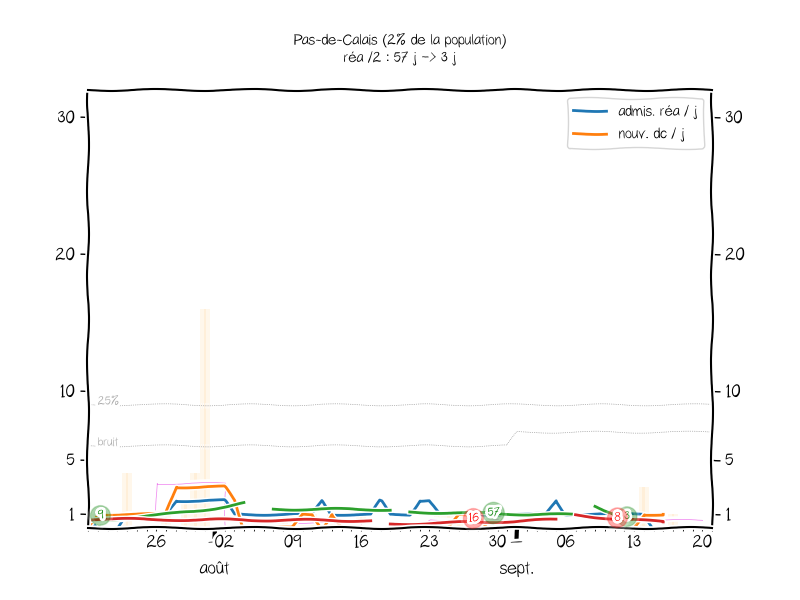 Pas-de-Calais (2% de la population)
réa /2 : 57 j -> 3 j
admis. réa / j
nouv. dc / j
30 30
20 20
10 10
25%
bruit
5 5
1 1
9 16 57 8 3
26 02 09 16 23 30 06 13 20
août sept.